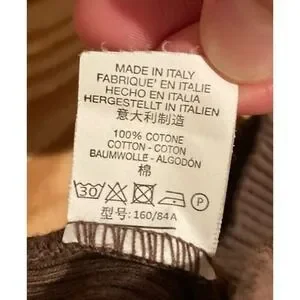 MADE IN ITALY
FABRIQUE' EN ITALIE
HECHO EN ITALIA
HERGESTELLT IN ITALIEN
意大利制造
100% COTONE
COTTON - COTON
BAUMWOLLE - ALGODÓN
棉
30 P
型号: 160/84A